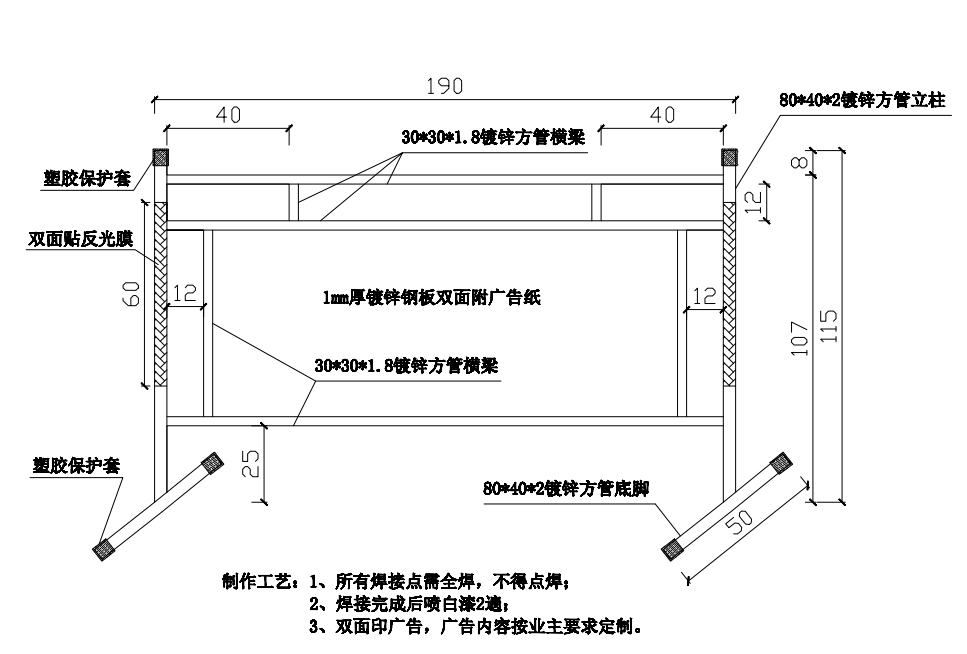 190
80*40*2镀锌方管立柱
40
40
30*30*1.8镀锌方管横梁
8
塑胶保护套
12
双面贴反光膜
60
12
1mm厚镀锌钢板双面附广告纸
12
107
115
30*30*1.8镀锌方管横梁
塑胶保护套
25
80*40*2镀锌方管底脚
50
制作工艺：1、所有焊接点需全焊，不得点焊；
2、焊接完成后喷白漆2遍；
3、双面印广告，广告内容按业主要求定制。